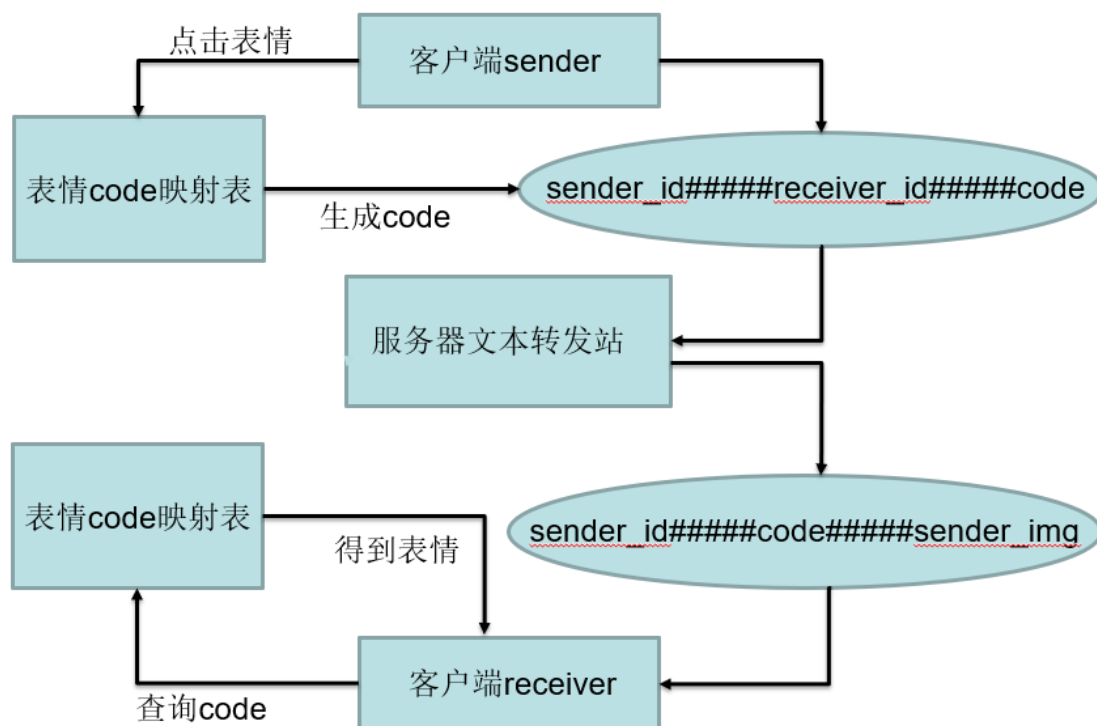 点击表情
客户端sender
表情code映射表
sender_id#####receiver_id#####code
生成code
服务器文本转发站
表情code映射表
sender_id#####code#####sender_img
得到表情
客户端receiver
查询code